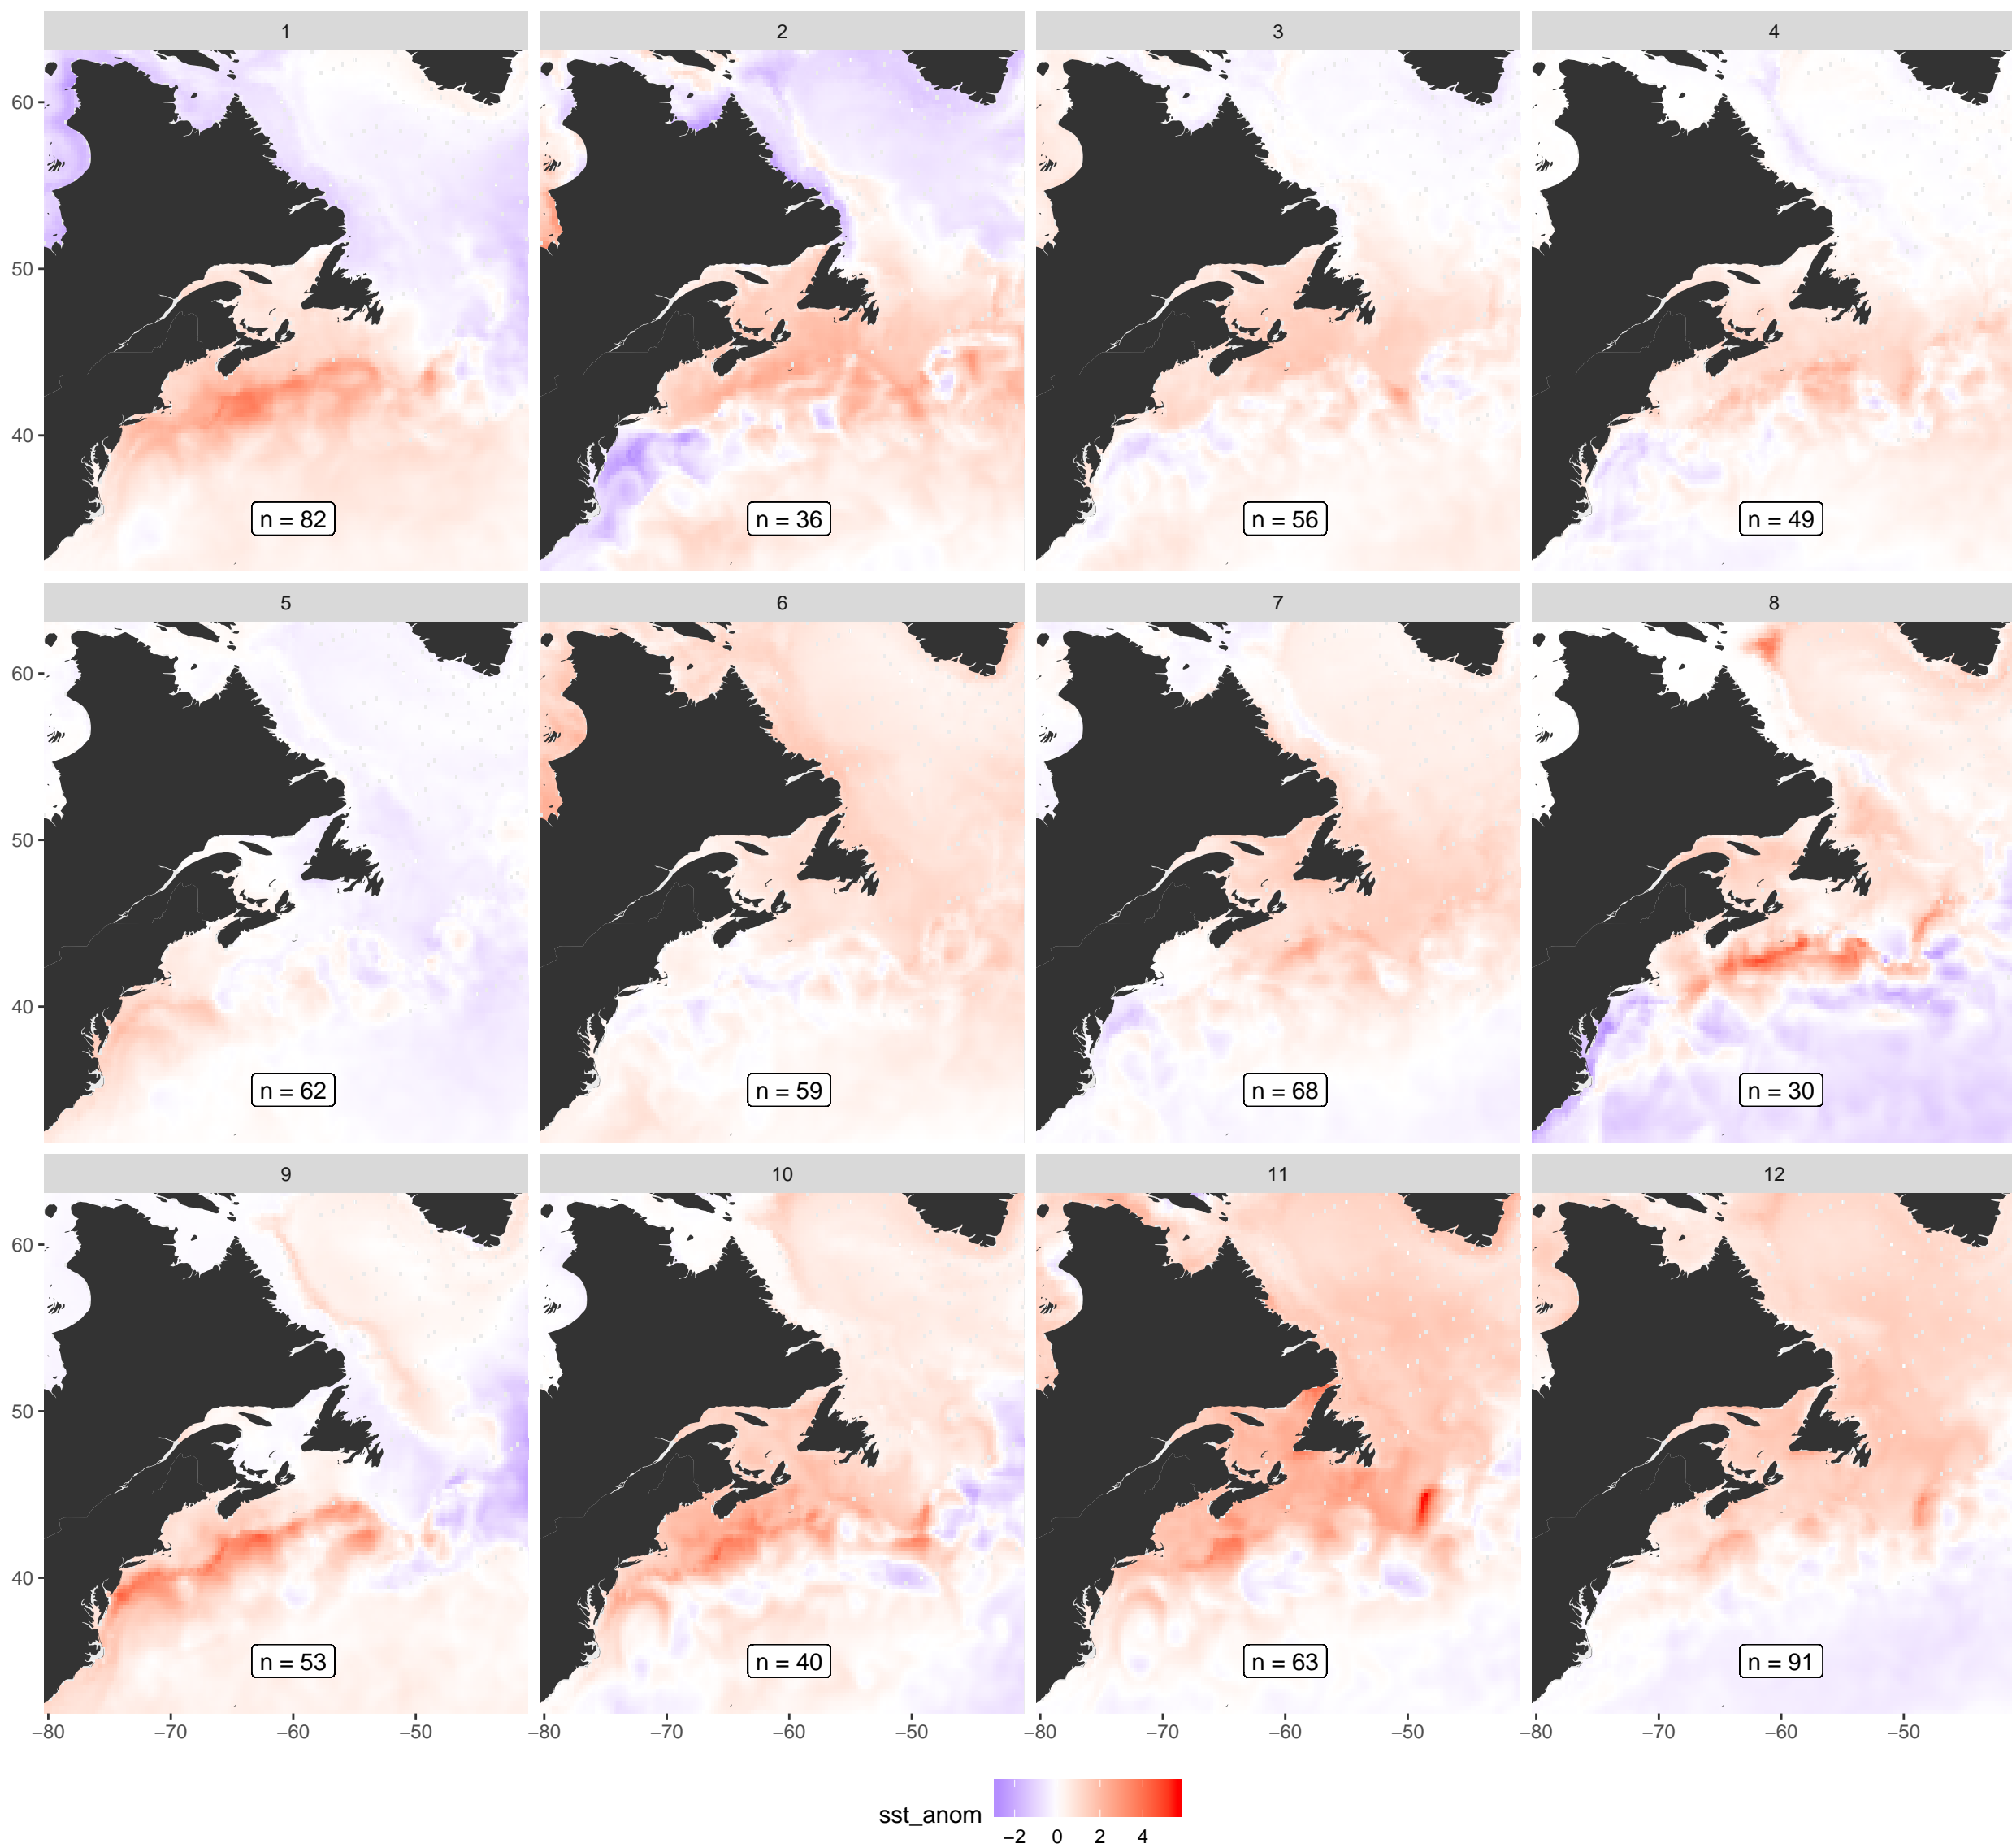 1 2 3 4
60
50
40
n = 82 n = 36 n = 56 n = 49
5 6 7 8
60
50
40
n = 62 n = 59 n = 68 n = 30
9 10 11 12
60
50
40
n = 53 n = 40 n = 63 n = 91
−80 −70 −60 −50 −80 −70 −60 −50 −80 −70 −60 −50 −80 −70 −60 −50
sst_anom
−2 0 2 4